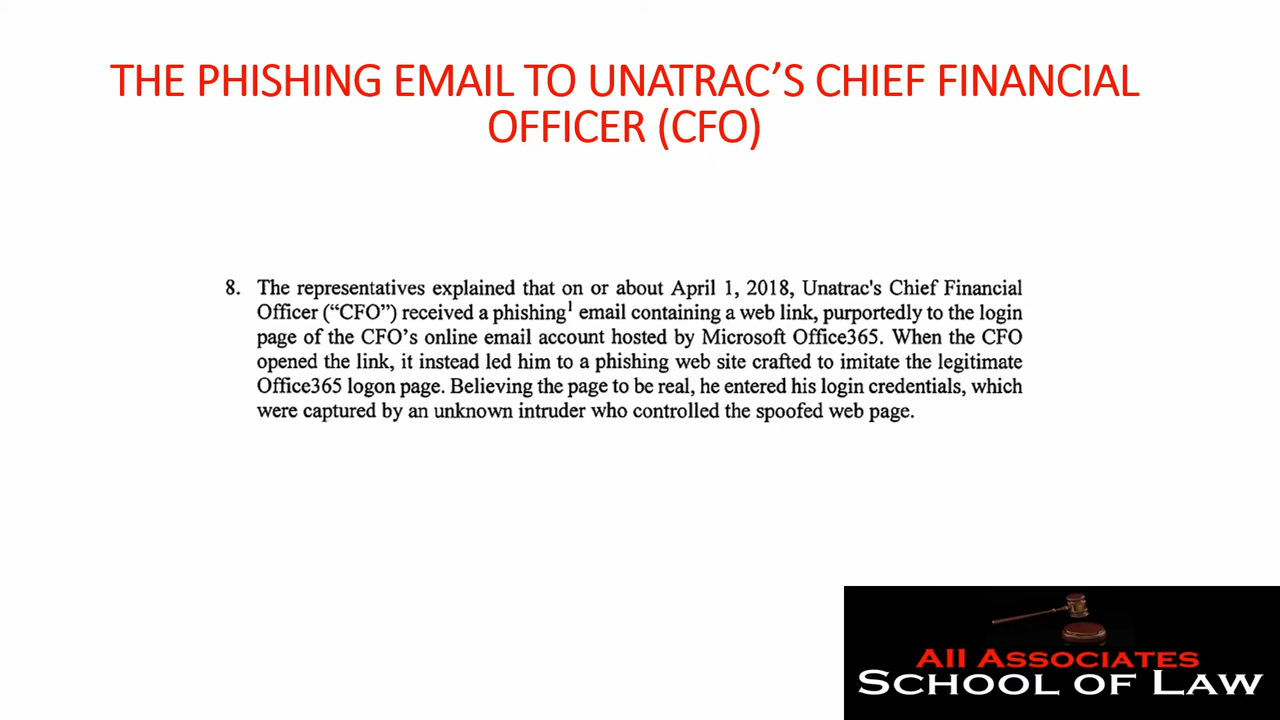 THE PHISHING EMAIL TO UNATRAC’S CHIEF FINANCIAL
OFFICER (CFO)
8. The representatives explained that on or about April 1, 2018, Unatrac's Chief Financial
Officer (“CFO”) received a phishing¹ email containing a web link, purportedly to the login
page of the CFO’s online email account hosted by Microsoft Office365. When the CFO
opened the link, it instead led him to a phishing web site crafted to imitate the legitimate
Office365 logon page. Believing the page to be real, he entered his login credentials, which
were captured by an unknown intruder who controlled the spoofed web page.
All Associates
School of Law